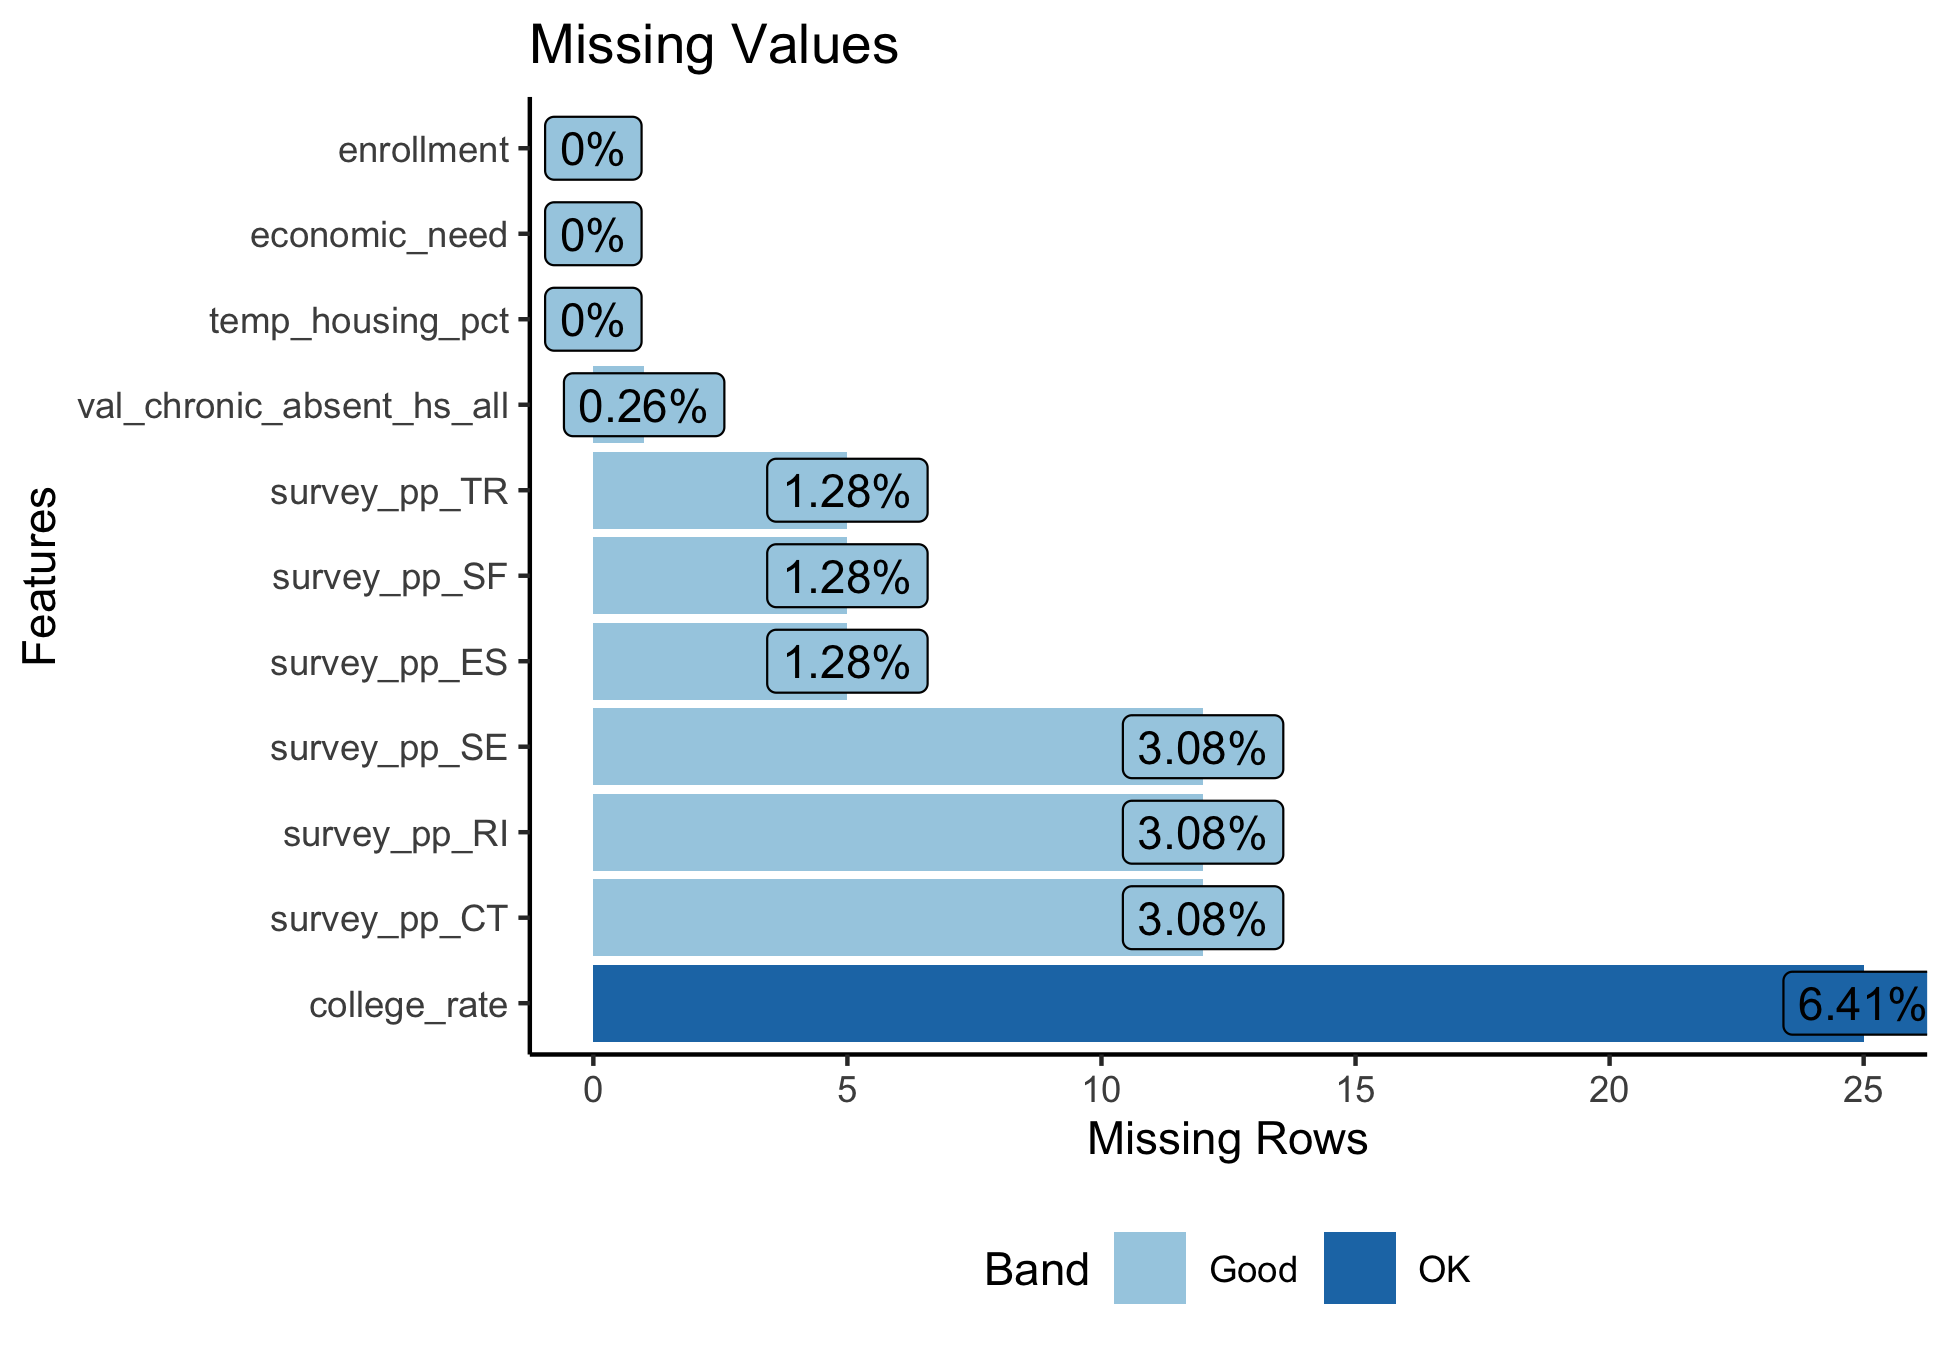 Missing Values
enrollment 0%
economic_need 0%
temp_housing_pct 0%
val_chronic_absent_hs_all 0.26%
survey_pp_TR 1.28%
survey_pp_SF 1.28%
survey_pp_ES 1.28%
survey_pp_SE 3.08%
survey_pp_RI 3.08%
survey_pp_CT 3.08%
college_rate 6.41%
Features
0 5 10 15 20 25
Missing Rows
Band Good OK